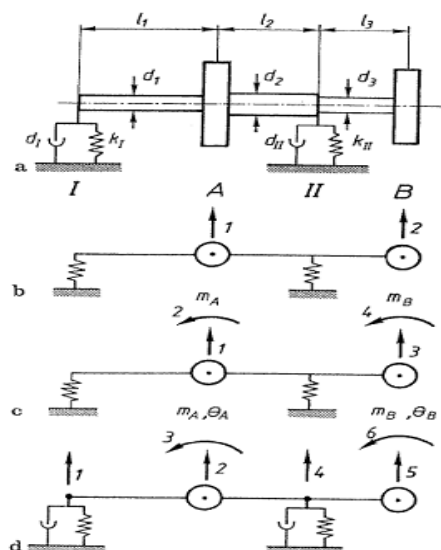 l1 l2 l3
d1 d2 d3
dI kI dII kII
a
I A II B
1 2
b
mA mB
2 4
1 3
c
mA,ΘA mB,ΘB
3 6
1 2 4 5
d